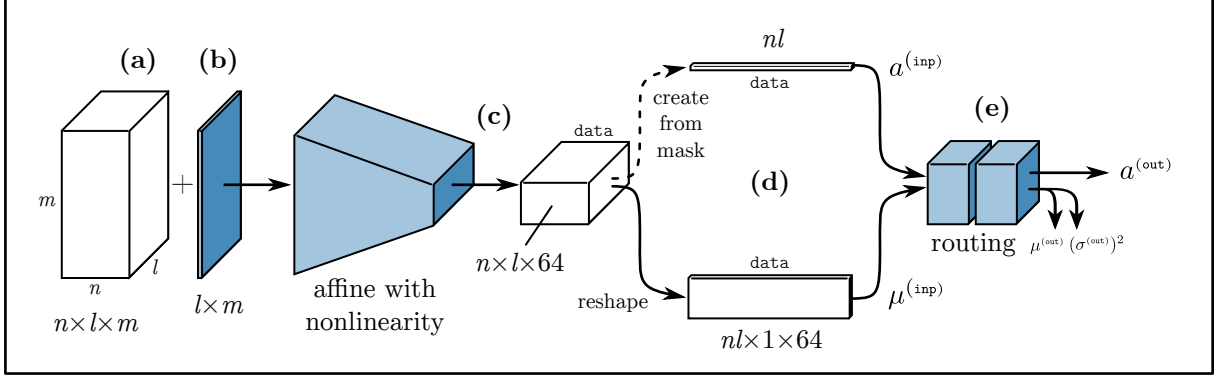 (a)
(b)
m
n
l
n×l×m
+
l×m
affine with
nonlinearity
(c)
data
n×l×64
create
from
mask
reshape
nl
data
a^(inp)
(d)
data
nl×1×64
μ^(inp)
(e)
routing
a^(out)
μ^(out) (σ^(out))^2